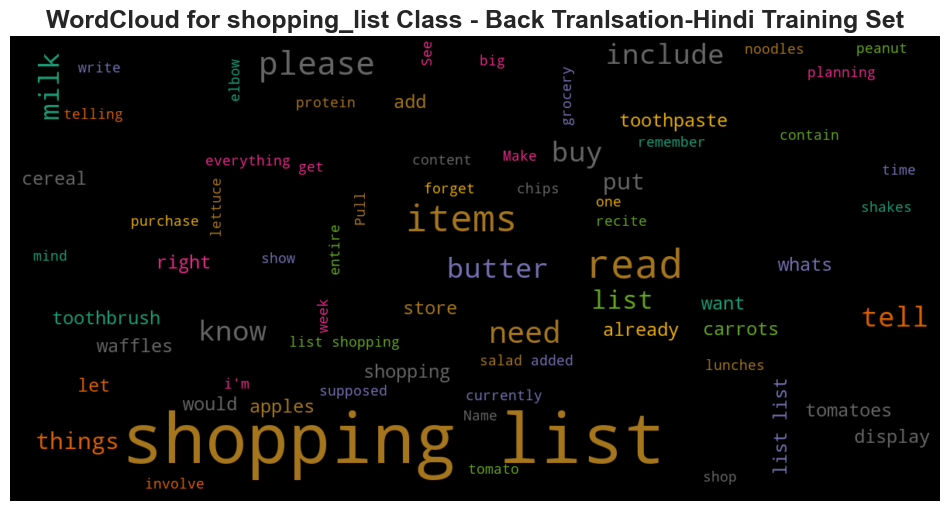 WordCloud for shopping_list Class - Back Tranlsation-Hindi Training Set
milk
write
telling
elbow
please
protein
add
See
big
include
noodles
peanut
planning
grocery
toothpaste
remember
contain
everything
get
content
Make
buy
cereal
time
lettuce
purchase
Pull
forget
chips
put
one
recite
shakes
items
mind
right
show
entire
butter
read
whats
toothbrush
know
week
store
list
want
tell
waffles
list shopping
need
already
carrots
salad
added
shopping
lunches
let
i'm
supposed
currently
would
apples
Name
list list
tomatoes
things
shopping list
display
tomato
shop
involve